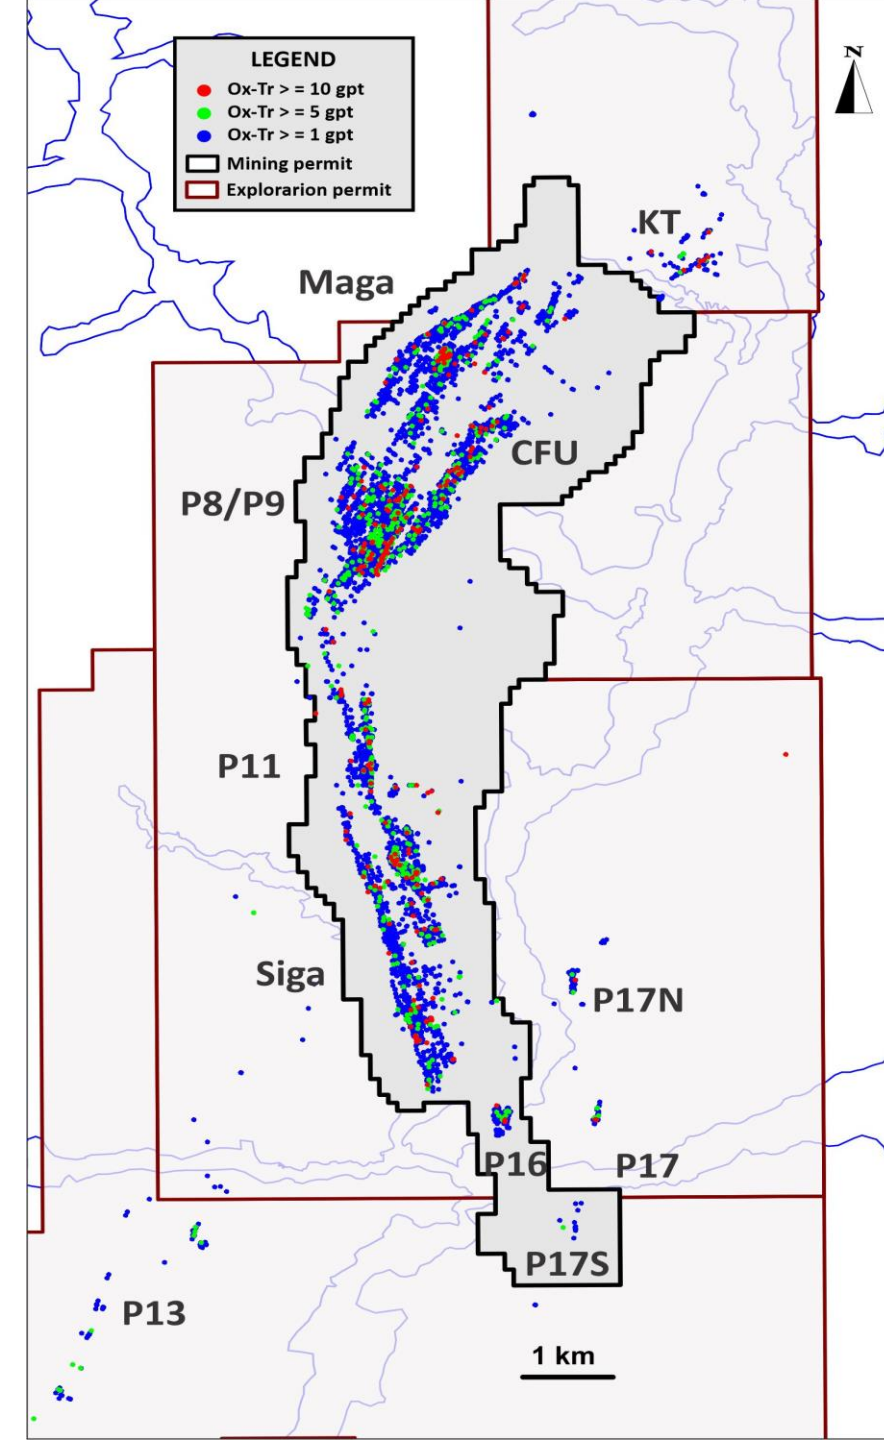 LEGEND
Ox-Tr > = 10 gpt
Ox-Tr > = 5 gpt
Ox-Tr > = 1 gpt
Mining permit
Explorarion permit
N
KT
Maga
CFU
P8/P9
P11
Siga
P17N
P16
P17
P17S
P13
1 km